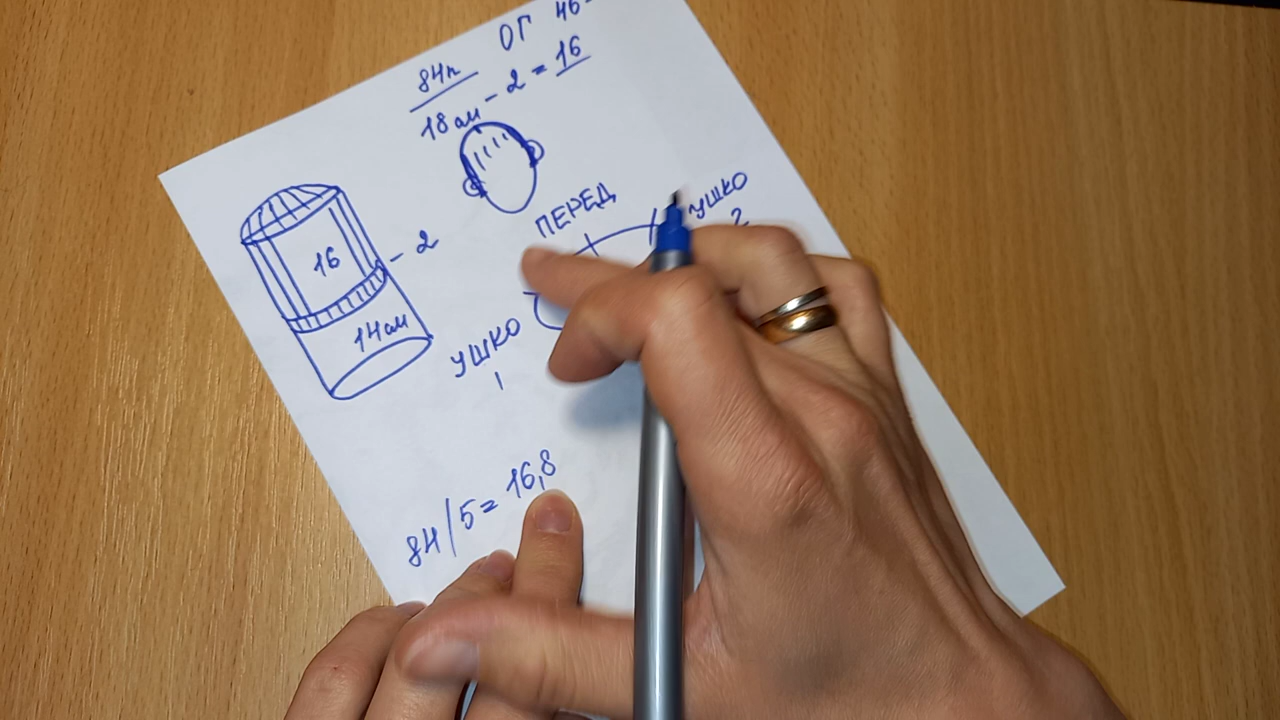 ОГ 46-
84п
18 см - 2 = 16
ПЕРЕД
УШКО
2
16
- 2
14 см
УШКО
1
84/5 = 16,8